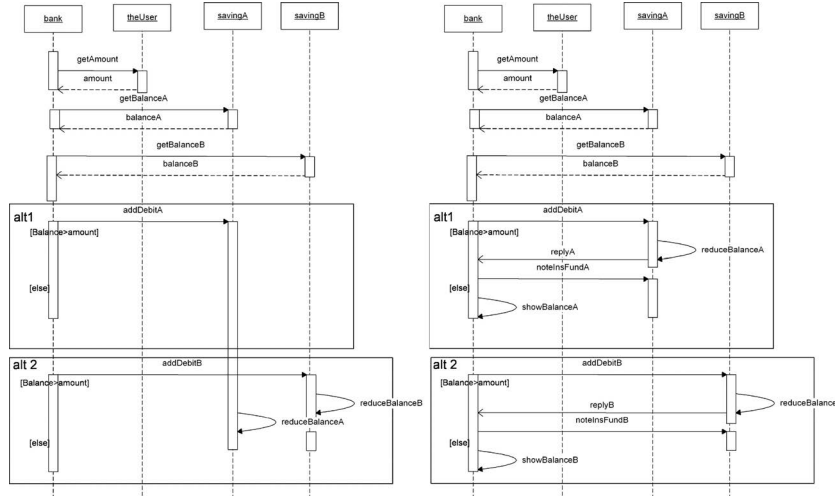 bank theUser savingA savingB
getAmount
amount
getBalanceA
balanceA
getBalanceB
balanceB
alt1
addDebitA
[Balance>amount]
[else]
alt 2
addDebitB
[Balance>amount]
reduceBalanceB
reduceBalanceA
[else]
bank theUser savingA savingB
getAmount
amount
getBalanceA
balanceA
getBalanceB
balanceB
alt1
addDebitA
[Balance>amount]
reduceBalanceA
replyA
noteInsFundA
[else]
showBalanceA
alt 2
addDebitB
[Balance>amount]
reduceBalance
replyB
noteInsFundB
[else]
showBalanceB